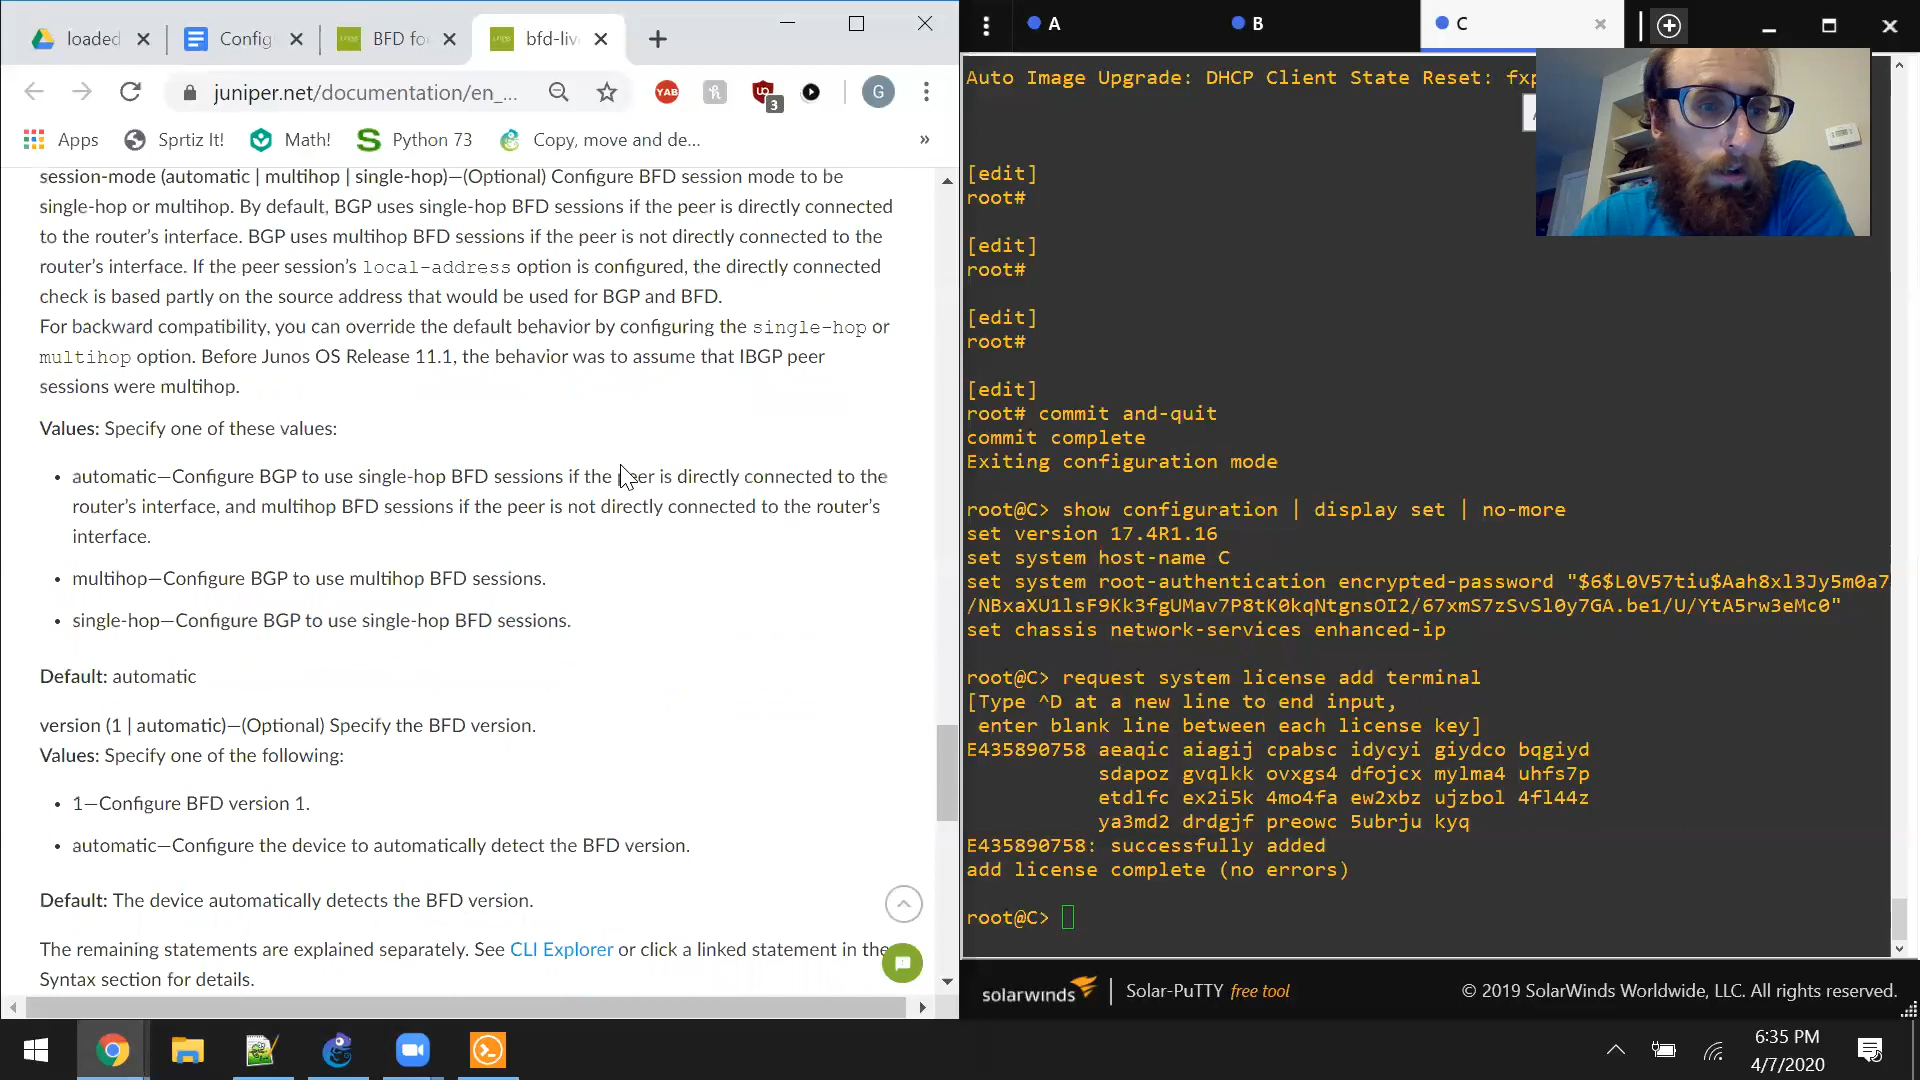 loaded
Config
BFD fo
bfd-liv
juniper.net/documentation/en_...
YAB
3
G
Apps
Sprtiz It!
Math!
Python 73
Copy, move and de...
»
session-mode (automatic | multihop | single-hop)—(Optional) Configure BFD session mode to be
single-hop or multihop. By default, BGP uses single-hop BFD sessions if the peer is directly connected
to the router’s interface. BGP uses multihop BFD sessions if the peer is not directly connected to the
router’s interface. If the peer session’s local-address option is configured, the directly connected
check is based partly on the source address that would be used for BGP and BFD.
For backward compatibility, you can override the default behavior by configuring the single-hop or
multihop option. Before Junos OS Release 11.1, the behavior was to assume that IBGP peer
sessions were multihop.
Values: Specify one of these values:
• automatic—Configure BGP to use single-hop BFD sessions if the peer is directly connected to the
router’s interface, and multihop BFD sessions if the peer is not directly connected to the router’s
interface.
• multihop—Configure BGP to use multihop BFD sessions.
• single-hop—Configure BGP to use single-hop BFD sessions.
Default: automatic
version (1 | automatic)—(Optional) Specify the BFD version.
Values: Specify one of the following:
• 1—Configure BFD version 1.
• automatic—Configure the device to automatically detect the BFD version.
Default: The device automatically detects the BFD version.
The remaining statements are explained separately. See CLI Explorer or click a linked statement in the
Syntax section for details.
A
B
C
Auto Image Upgrade: DHCP Client State Reset: fxp
[edit]
root#
[edit]
root#
[edit]
root#
[edit]
root# commit and-quit
commit complete
Exiting configuration mode
root@C> show configuration | display set | no-more
set version 17.4R1.16
set system host-name C
set system root-authentication encrypted-password "$6$L0V57tiu$Aah8xl3Jy5m0a7
/NBxaXU1lsF9Kk3fgUMav7P8tK0kqNtgnsOI2/67xmS7zSvSl0y7GA.be1/U/YtA5rw3eMc0"
set chassis network-services enhanced-ip
root@C> request system license add terminal
[Type ^D at a new line to end input,
enter blank line between each license key]
E435890758 aeaqic aiagij cpabsc idycyi giydco bqgiyd
sdapoz gvqlkk ovxgs4 dfojcx mylma4 uhfs7p
etdlfc ex2i5k 4mo4fa ew2xbz ujzbol 4fl44z
ya3md2 drdgjf preowc 5ubrju kyq
E435890758: successfully added
add license complete (no errors)
root@C>
solarwinds
Solar-PuTTY free tool
© 2019 SolarWinds Worldwide, LLC. All rights reserved.
6:35 PM
4/7/2020